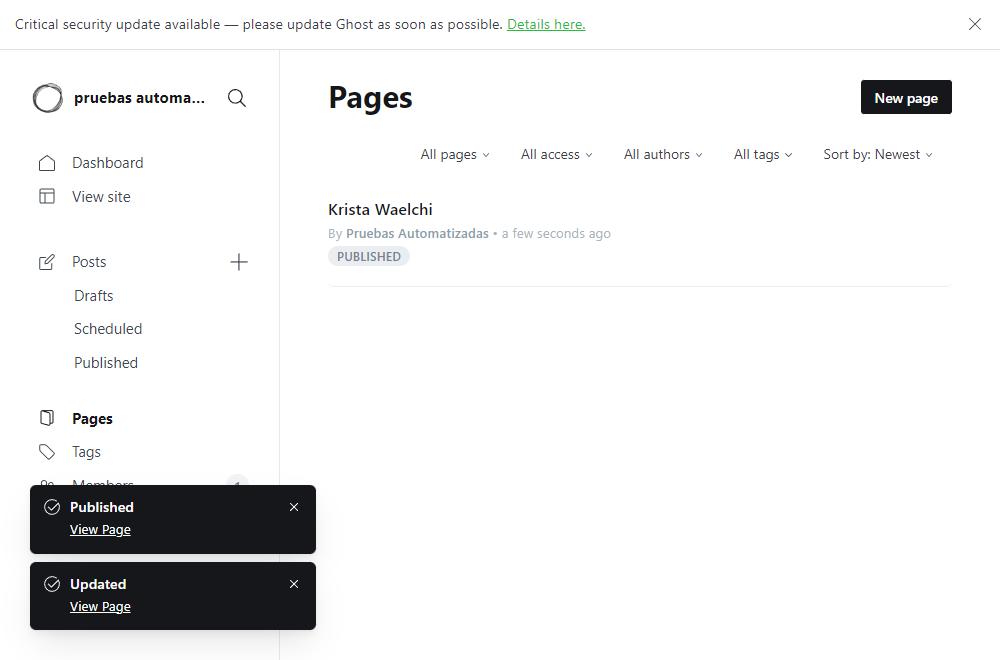 Critical security update available — please update Ghost as soon as possible. Details here.
pruebas automa...
Dashboard
View site
Posts
Drafts
Scheduled
Published
Pages
Tags
Members
Published
View Page
Updated
View Page
Pages
New page
All pages
All access
All authors
All tags
Sort by: Newest
Krista Waelchi
By Pruebas Automatizadas • a few seconds ago
PUBLISHED